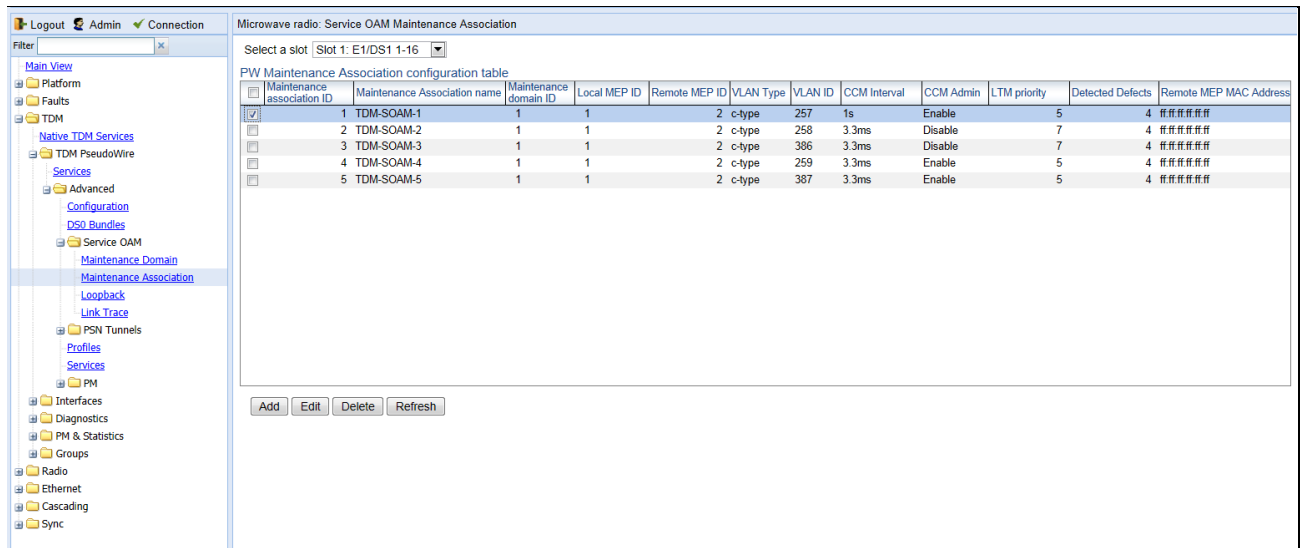 Logout Admin Connection
Filter
Main View
Platform
Faults
TDM
Native TDM Services
TDM PseudoWire
Services
Advanced
Configuration
DS0 Bundles
Service OAM
Maintenance Domain
Maintenance Association
Loopback
Link Trace
PSN Tunnels
Profiles
Services
PM
Interfaces
Diagnostics
PM & Statistics
Groups
Radio
Ethernet
Cascading
Sync
Microwave radio: Service OAM Maintenance Association
Select a slot Slot 1: E1/DS1 1-16
PW Maintenance Association configuration table
Maintenance association ID Maintenance Association name Maintenance domain ID Local MEP ID Remote MEP ID VLAN Type VLAN ID CCM Interval CCM Admin LTM priority Detected Defects Remote MEP MAC Address
1 TDM-SOAM-1 1 1 2 c-type 257 1s Enable 5 4 ff:ff:ff:ff:ff:ff
2 TDM-SOAM-2 1 1 2 c-type 258 3.3ms Disable 7 4 ff:ff:ff:ff:ff:ff
3 TDM-SOAM-3 1 1 2 c-type 386 3.3ms Disable 7 4 ff:ff:ff:ff:ff:ff
4 TDM-SOAM-4 1 1 2 c-type 259 3.3ms Enable 5 4 ff:ff:ff:ff:ff:ff
5 TDM-SOAM-5 1 1 2 c-type 387 3.3ms Enable 5 4 ff:ff:ff:ff:ff:ff
Add Edit Delete Refresh